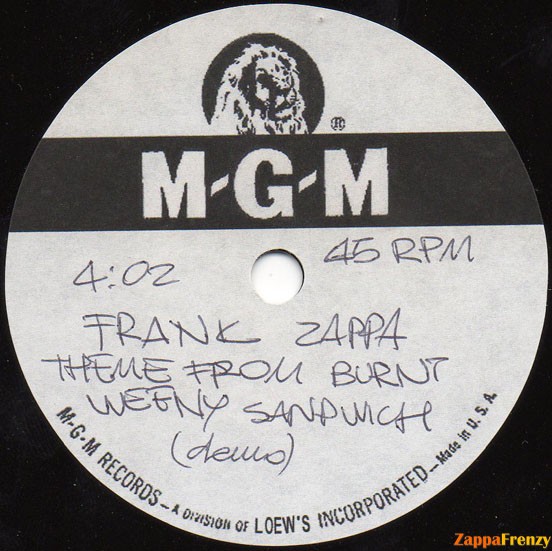 ®
M-G-M
45 RPM
4:02
FRANK ZAPPA
THEME FROM BURNT
WEENY SANDWICH
(demo)
M-G-M RECORDS – A DIVISION OF LOEW'S INCORPORATED – Made in U.S.A.
ZappaFrenzy